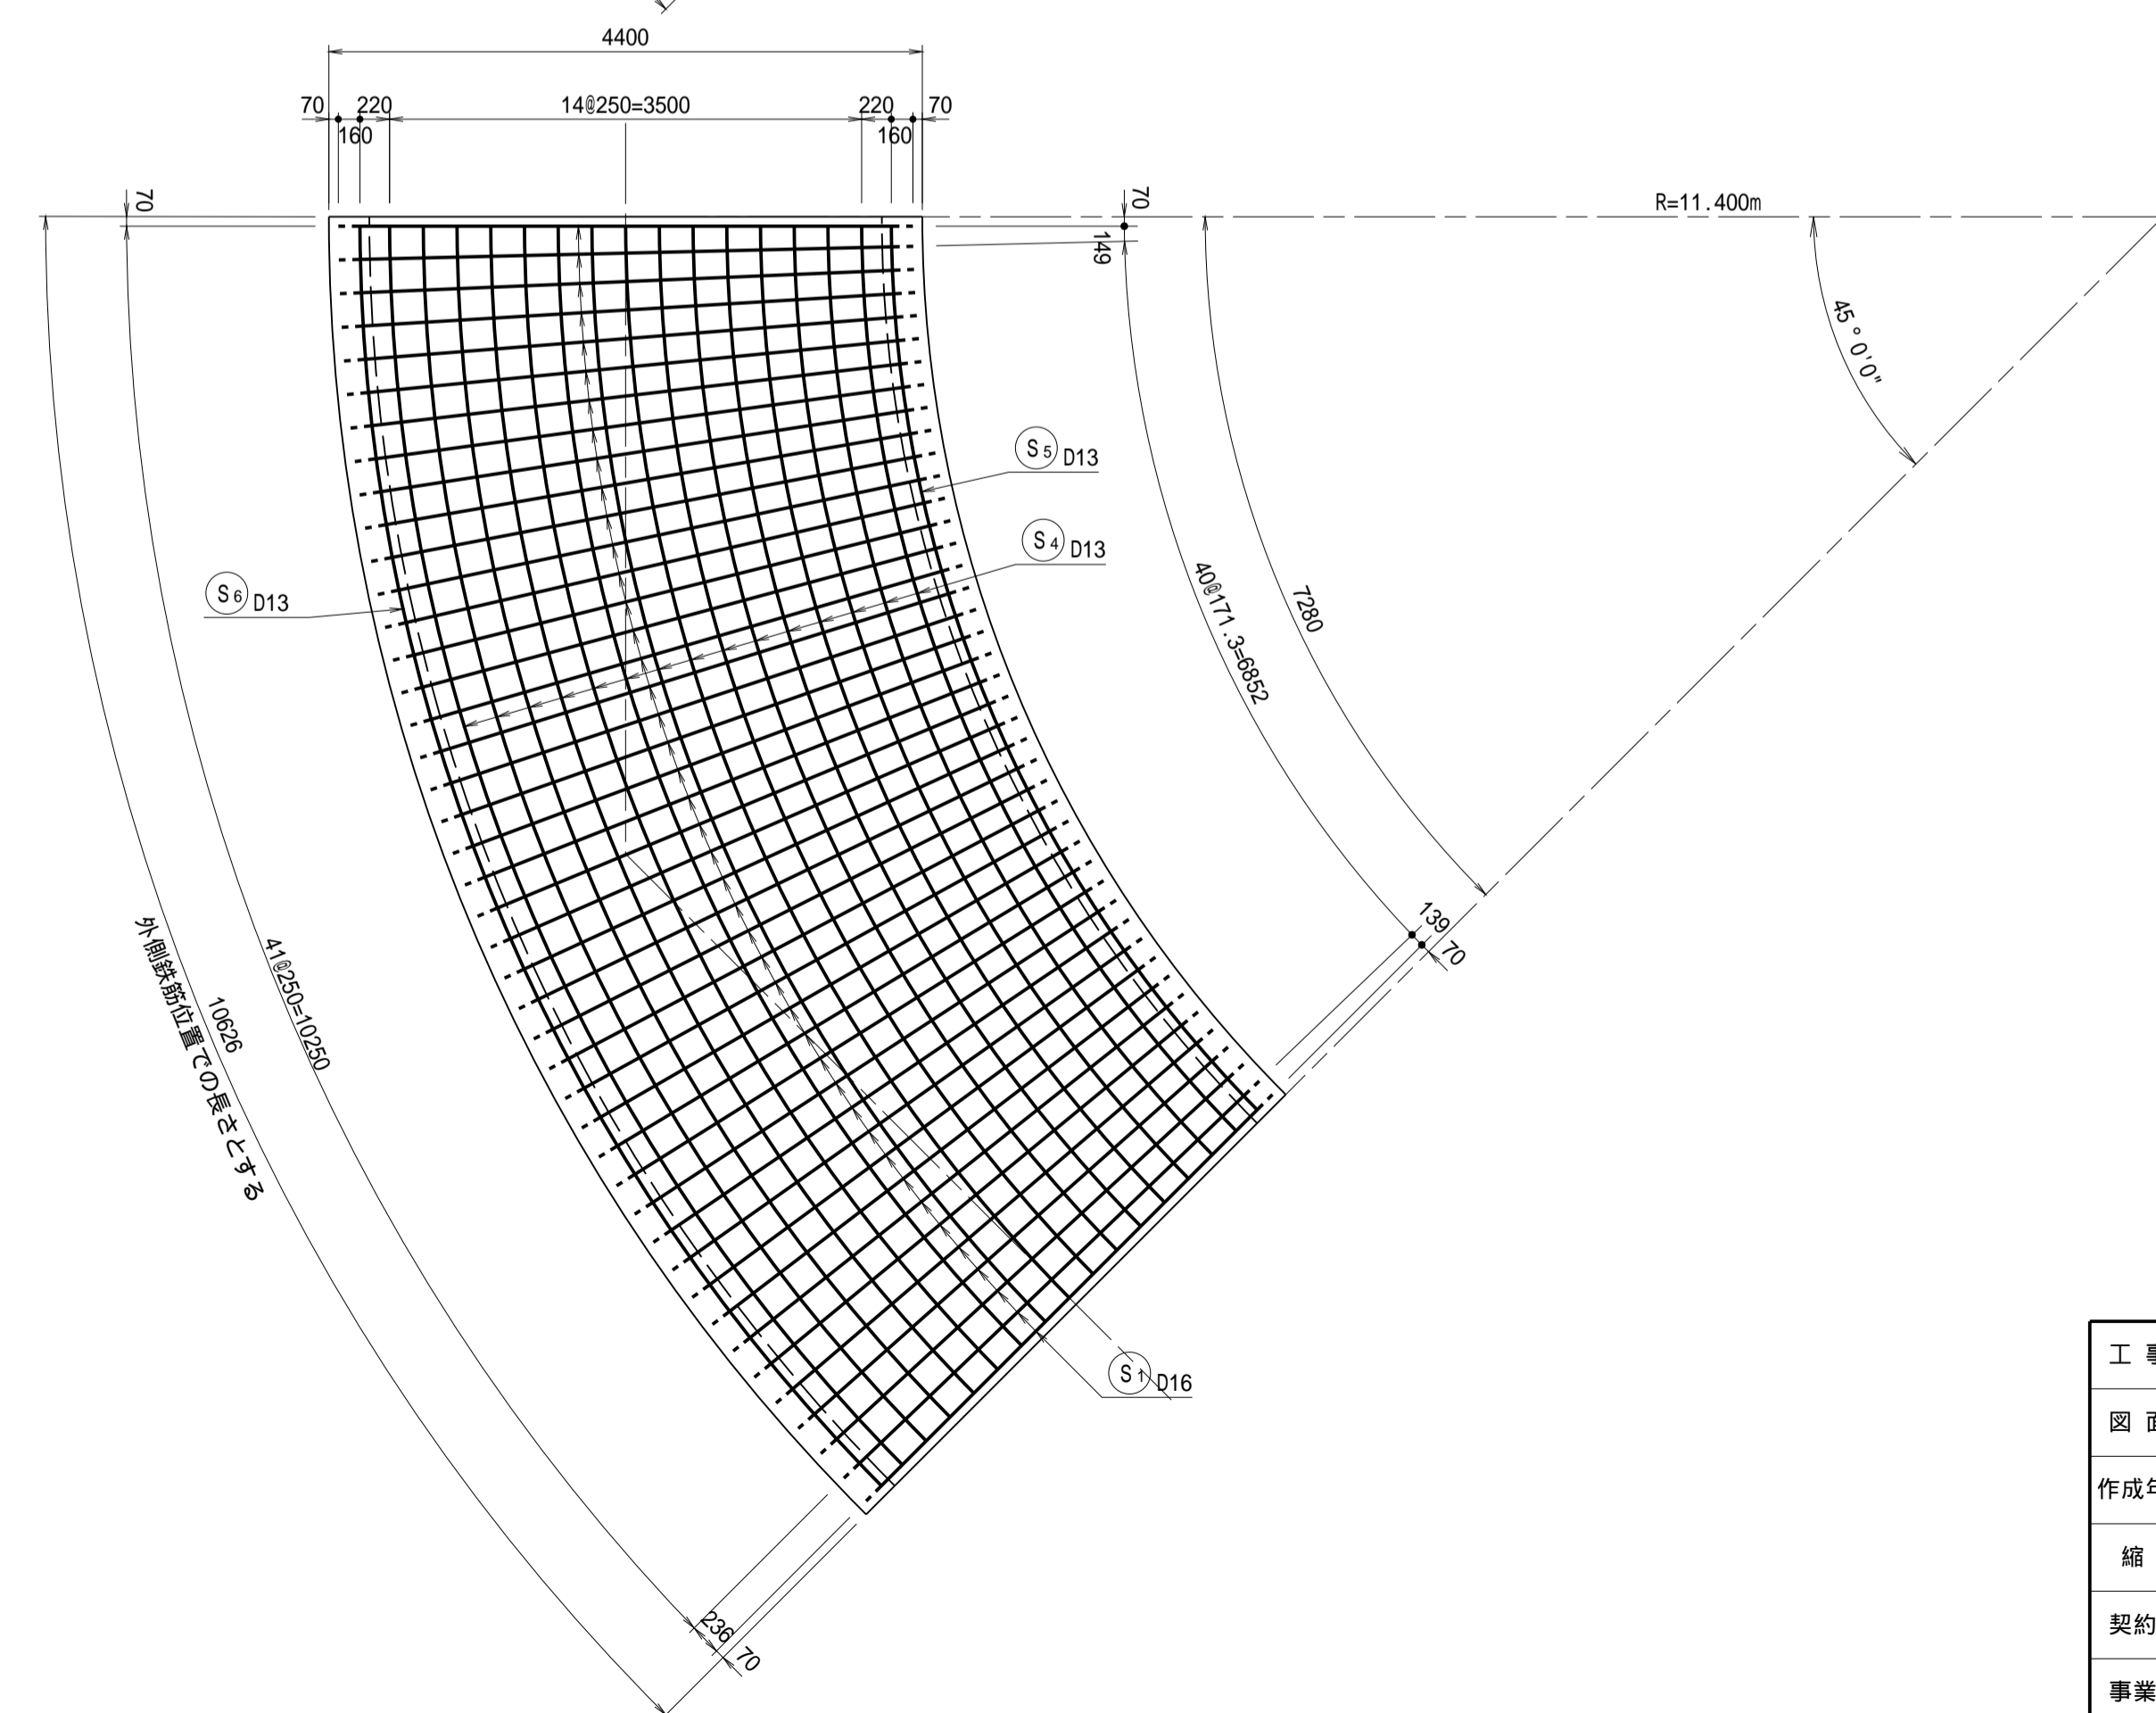 4400
70 220 14@250=3500 220 70
160 160
70
70
149
R=11.400m
45°0'0"
S5 D13
S4 D13
S6 D13
40@171.3=6852
7280
139
70
41@250=10250
10626
外側鉄筋位置での長さとする
S1 D16
236
70
工 事
図 面
作成年
縮
契約
事業